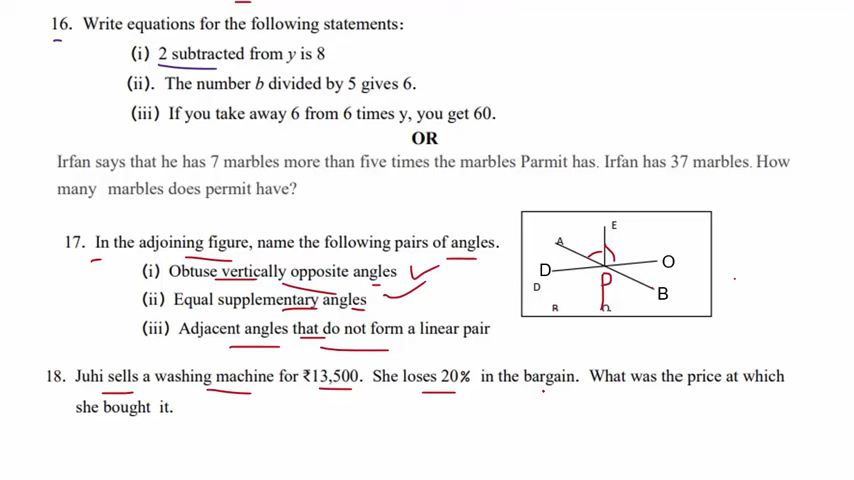 16. Write equations for the following statements:
(i) 2 subtracted from y is 8
(ii). The number b divided by 5 gives 6.
(iii) If you take away 6 from 6 times y, you get 60.
OR
Irfan says that he has 7 marbles more than five times the marbles Parmit has. Irfan has 37 marbles. How
many marbles does permit have?
17. In the adjoining figure, name the following pairs of angles.
(i) Obtuse vertically opposite angles
(ii) Equal supplementary angles
(iii) Adjacent angles that do not form a linear pair
E
A
D O
D
P
B
R
18. Juhi sells a washing machine for ₹13,500. She loses 20% in the bargain. What was the price at which
she bought it.